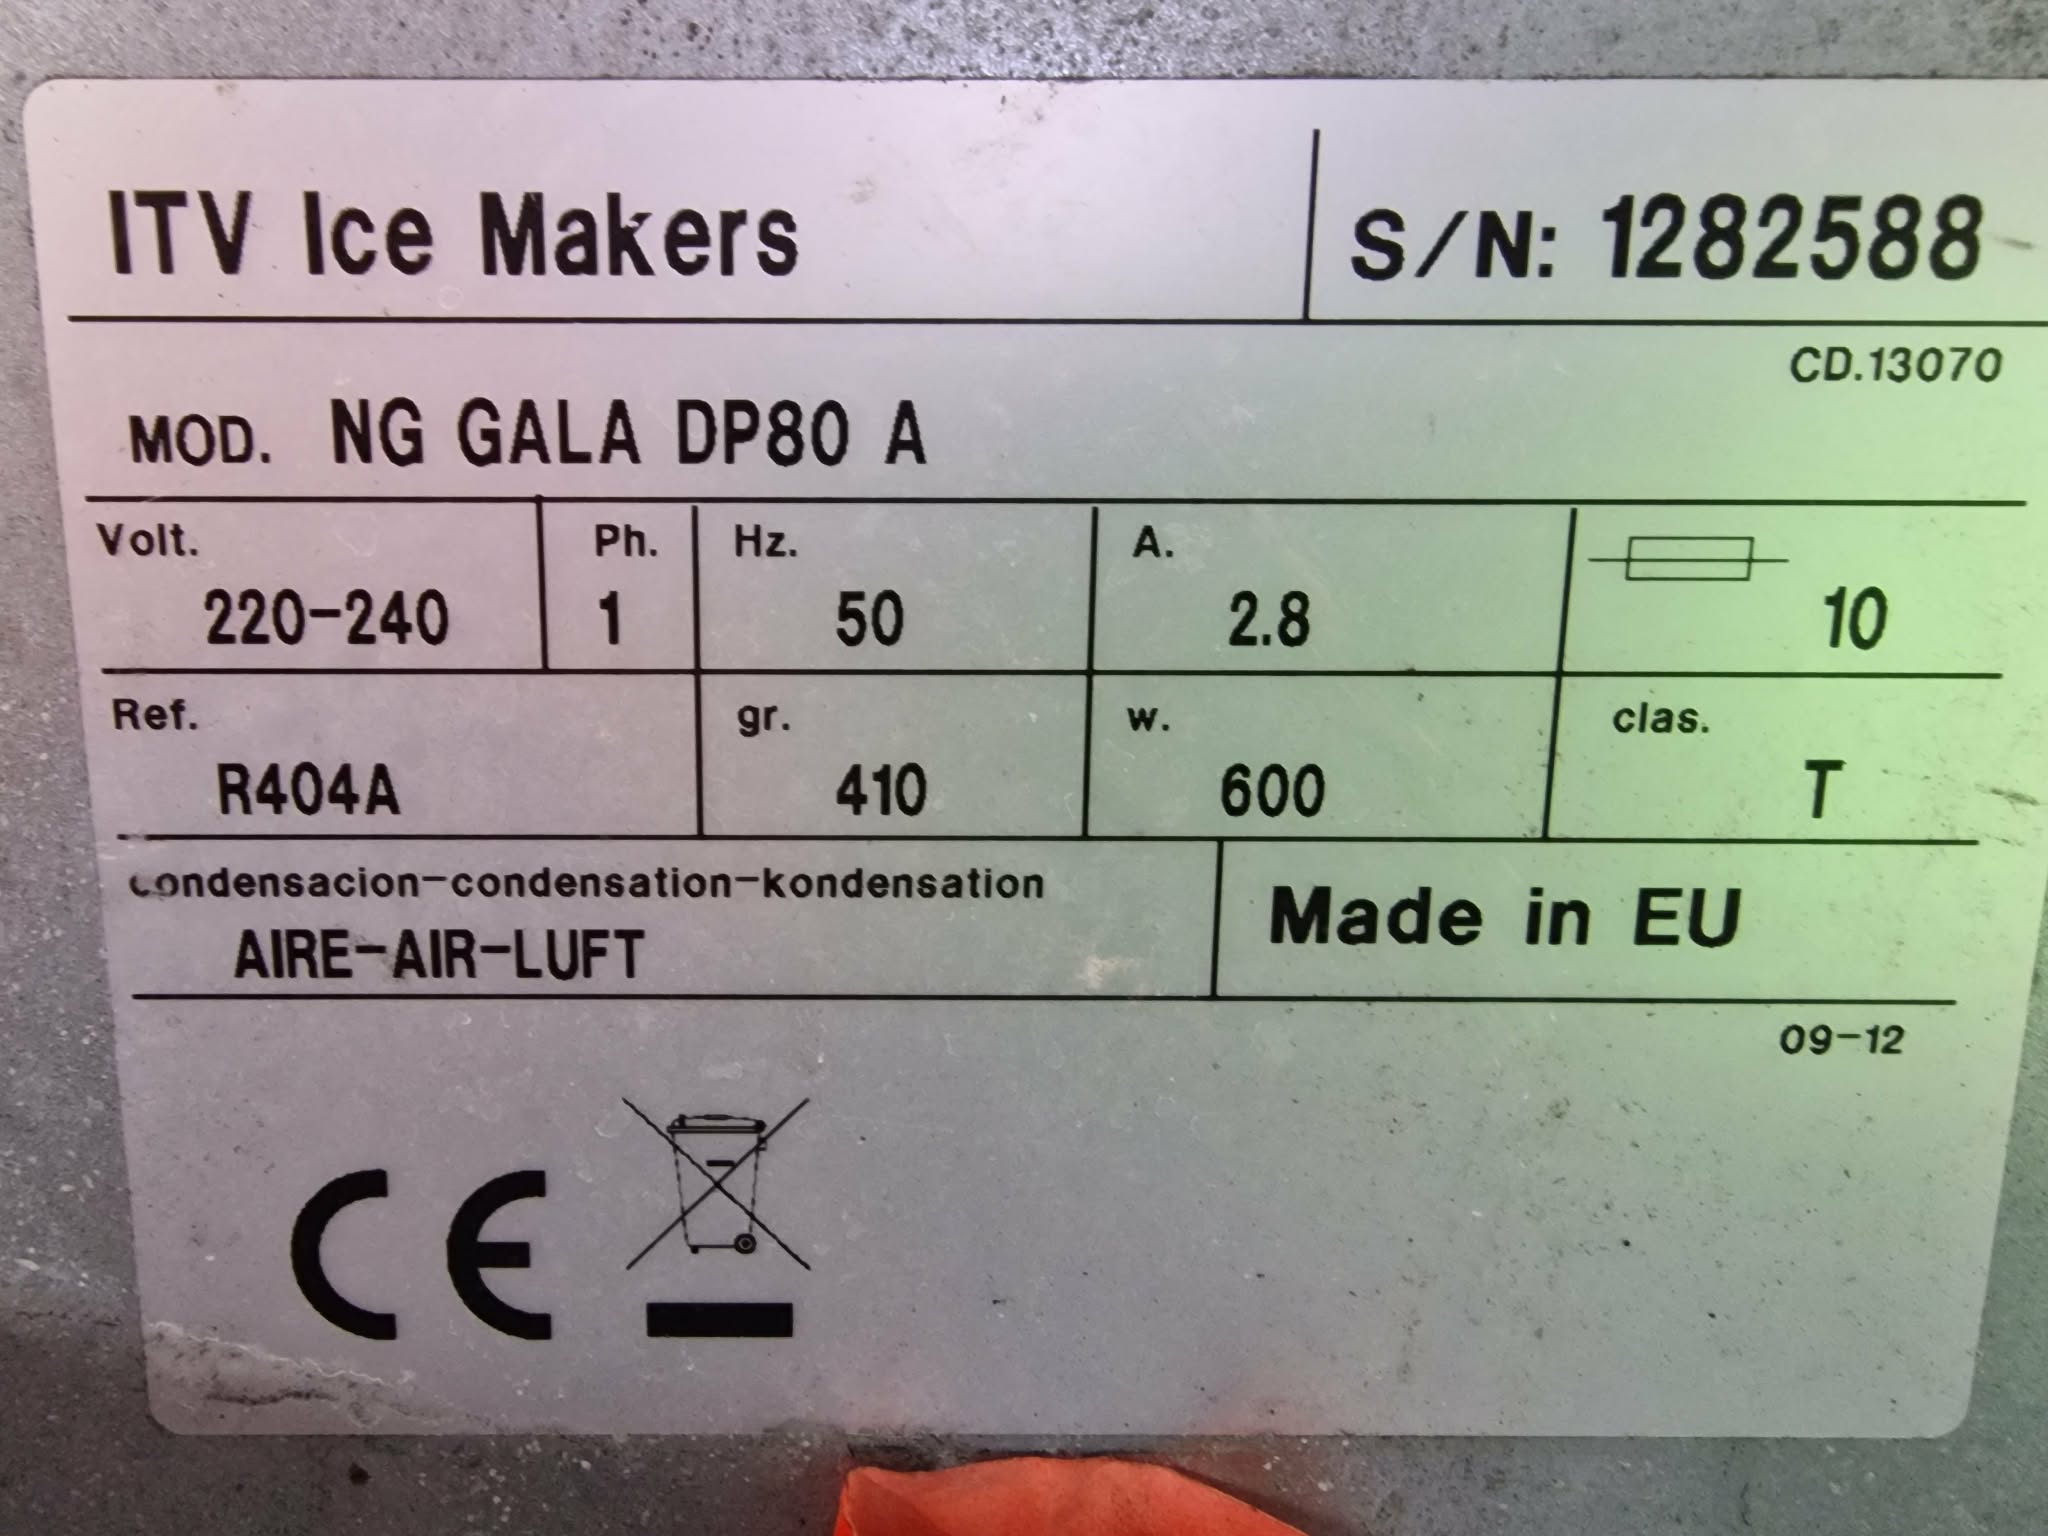 ITV Ice Makers
S/N: 1282588
CD.13070
MOD. NG GALA DP80 A
Volt. Ph. Hz. A.
220-240 1 50 2.8 10
Ref. gr. w. clas.
R404A 410 600 T
condensacion-condensation-kondensation
AIRE-AIR-LUFT
Made in EU
09-12
CE